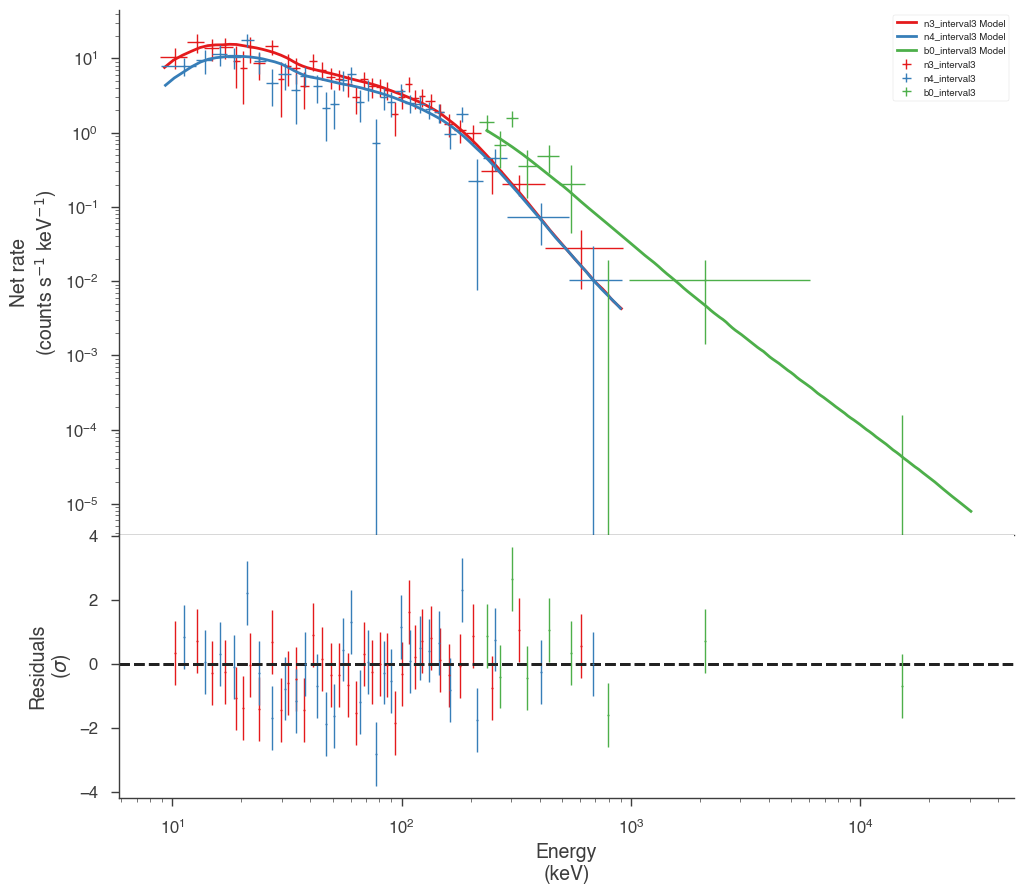 n3_interval3 Model
n4_interval3 Model
b0_interval3 Model
n3_interval3
n4_interval3
b0_interval3
Net rate
(counts s⁻¹ keV⁻¹)
10¹
10⁰
10⁻¹
10⁻²
10⁻³
10⁻⁴
10⁻⁵
Residuals
(σ)
4
2
0
−2
−4
10¹ 10² 10³ 10⁴
Energy
(keV)